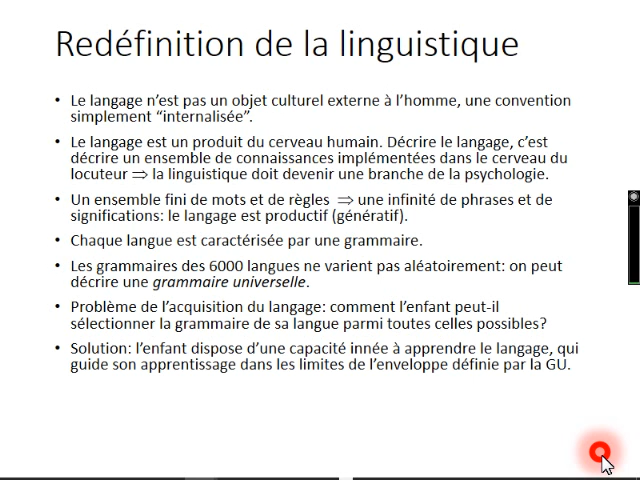 Redéfinition de la linguistique
• Le langage n’est pas un objet culturel externe à l’homme, une convention
simplement “internalisée”.
• Le langage est un produit du cerveau humain. Décrire le langage, c’est
décrire un ensemble de connaissances implémentées dans le cerveau du
locuteur ⇒ la linguistique doit devenir une branche de la psychologie.
• Un ensemble fini de mots et de règles ⇒ une infinité de phrases et de
significations: le langage est productif (génératif).
• Chaque langue est caractérisée par une grammaire.
• Les grammaires des 6000 langues ne varient pas aléatoirement: on peut
décrire une grammaire universelle.
• Problème de l’acquisition du langage: comment l’enfant peut-il
sélectionner la grammaire de sa langue parmi toutes celles possibles?
• Solution: l’enfant dispose d’une capacité innée à apprendre le langage, qui
guide son apprentissage dans les limites de l’enveloppe définie par la GU.